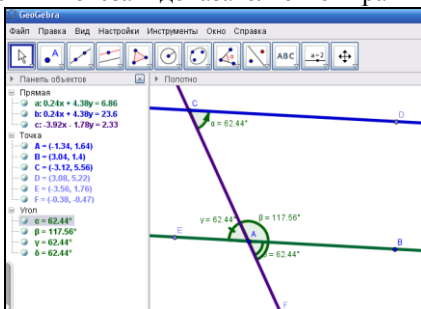 GeoGebra
Файл Правка Вид Настройки Инструменты Окно Справка
A
ABC
a=2
Панель объектов
Полотно
Прямая
a: 0.24x + 4.38y = 6.86
b: 0.24x + 4.38y = 23.6
c: -3.92x - 1.78y = 2.33
Точка
A = (-1.34, 1.64)
B = (3.04, 1.4)
C = (-3.12, 5.56)
D = (3.08, 5.22)
E = (-3.56, 1.76)
F = (-0.38, -0.47)
Угол
α = 62.44°
β = 117.56°
γ = 62.44°
δ = 62.44°
C
D
α = 62.44°
γ = 62.44°
β = 117.56°
E
A
B
= 62.44°
F